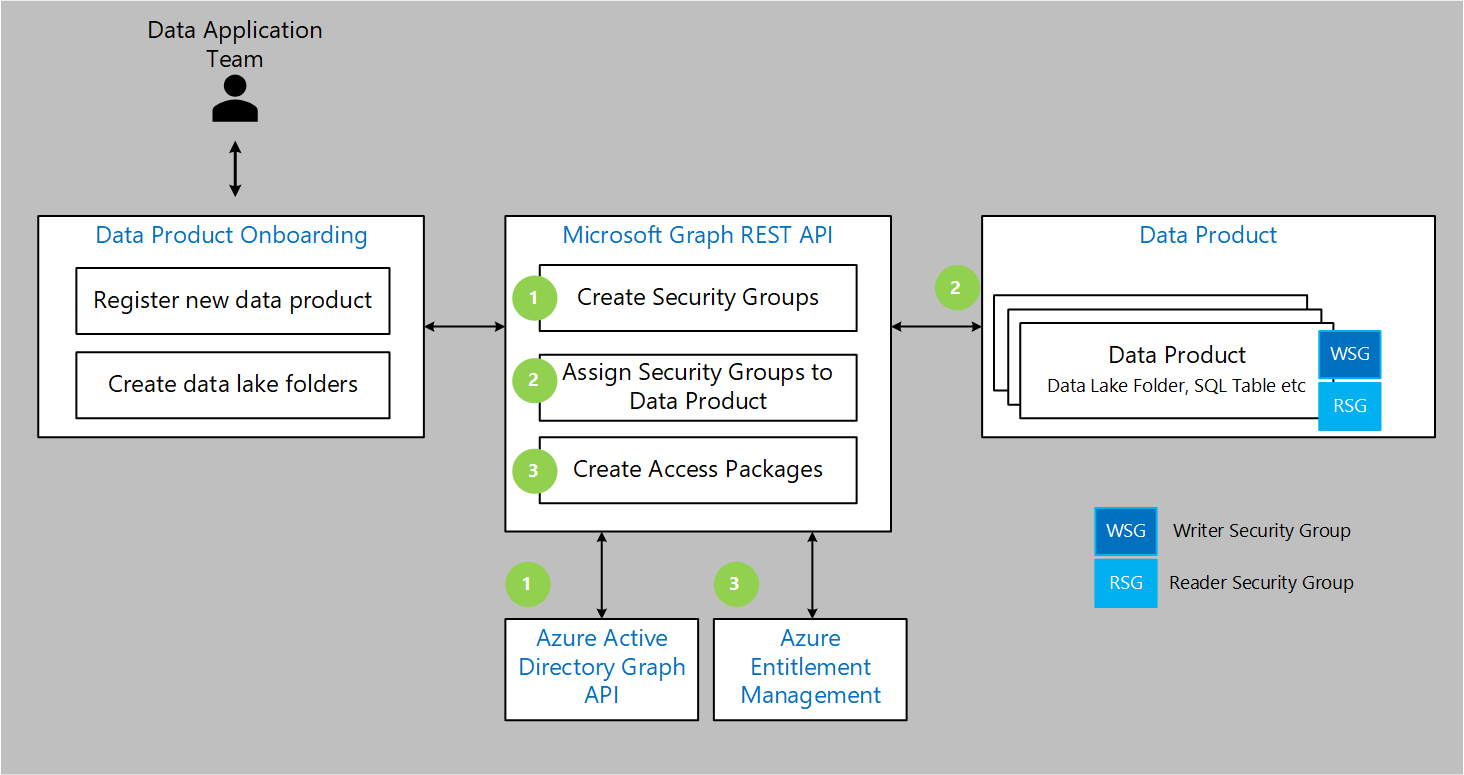 Data Application
Team
Data Product Onboarding
Register new data product
Create data lake folders
Microsoft Graph REST API
1
Create Security Groups
2
Assign Security Groups to
Data Product
3
Create Access Packages
2
Data Product
Data Product
Data Lake Folder, SQL Table etc
WSG
RSG
WSG
Writer Security Group
RSG
Reader Security Group
1
Azure Active
Directory Graph
API
3
Azure
Entitlement
Management